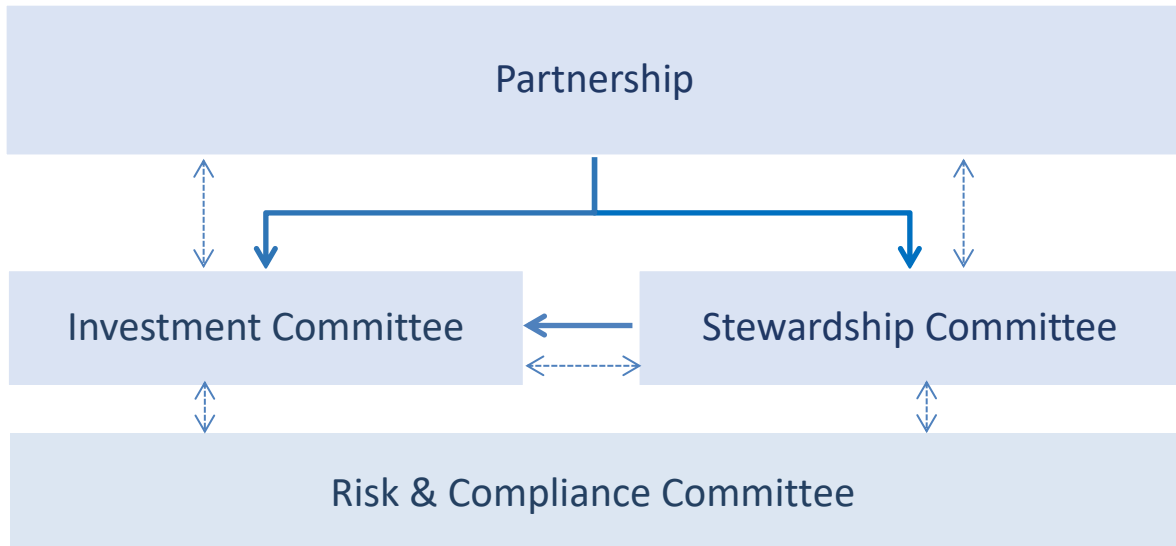 Partnership
Investment Committee
Stewardship Committee
Risk & Compliance Committee